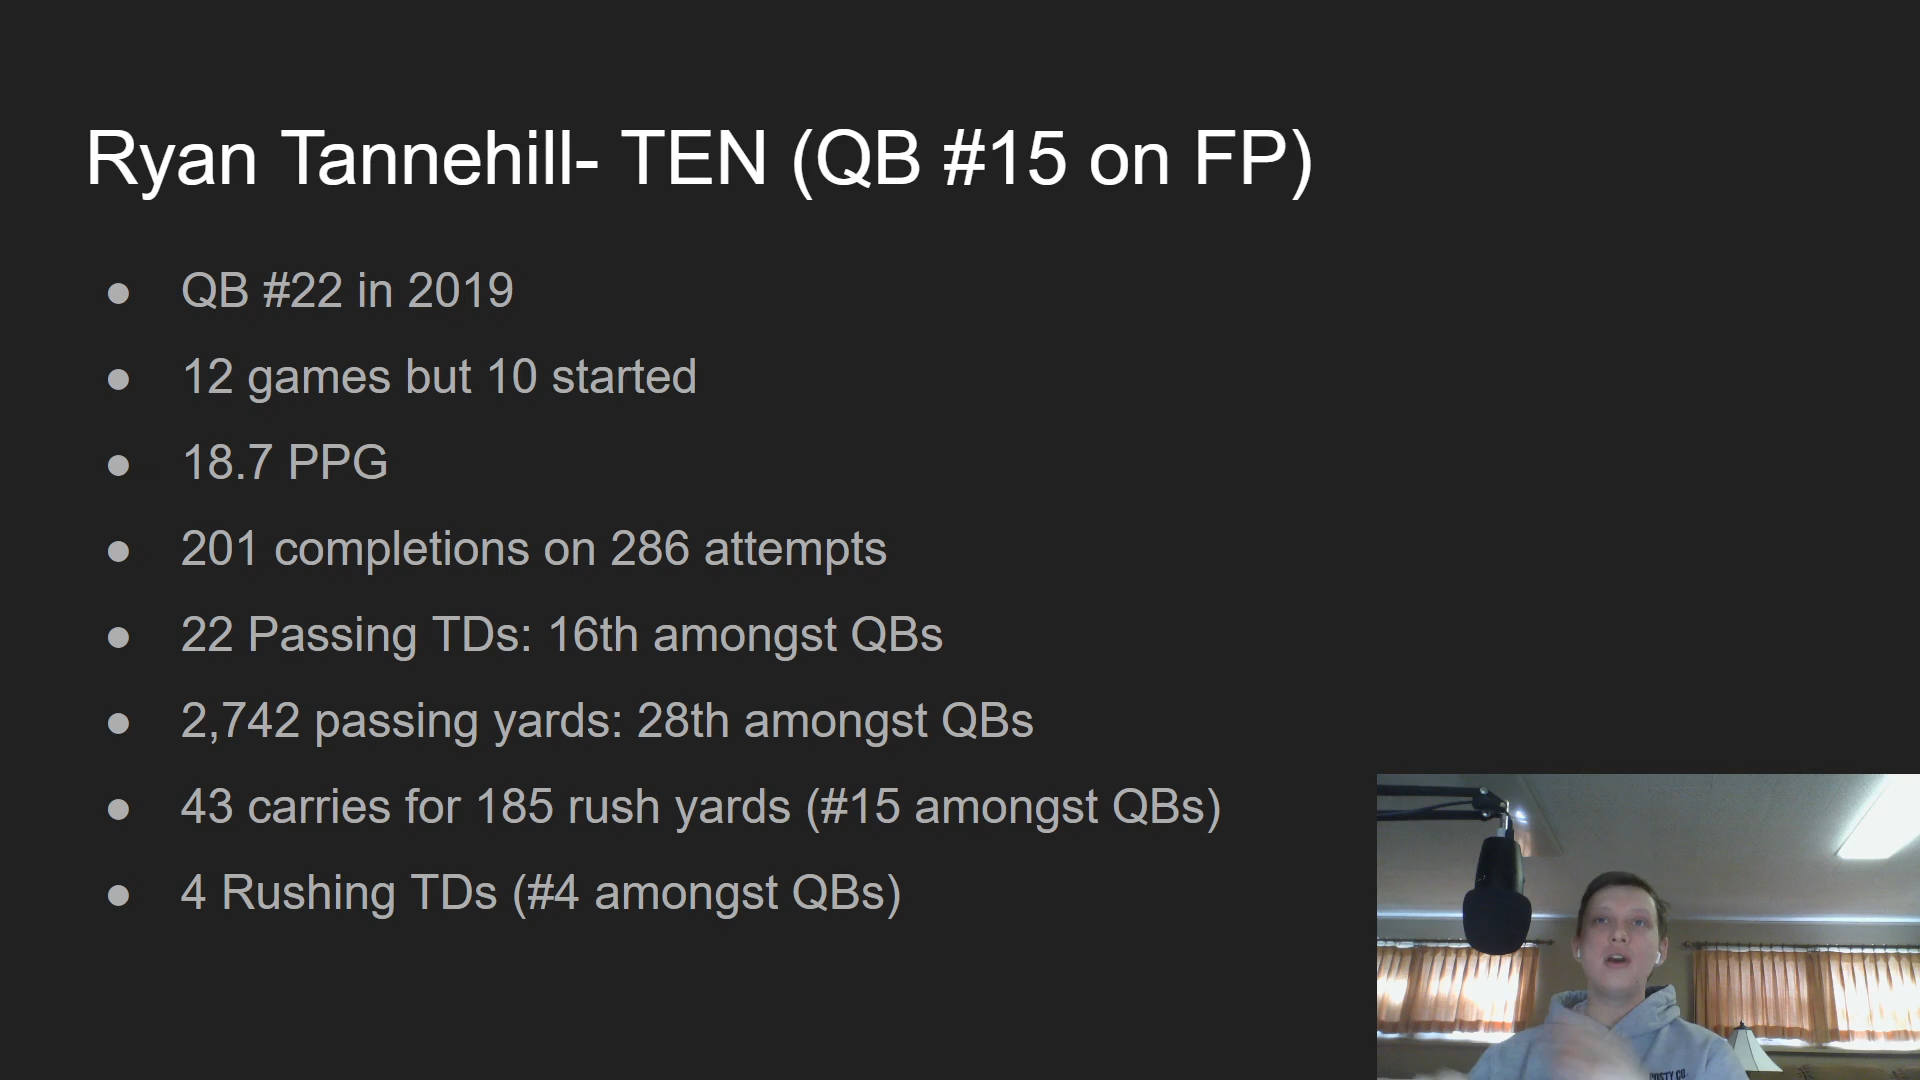 Ryan Tannehill- TEN (QB #15 on FP)
● QB #22 in 2019
● 12 games but 10 started
● 18.7 PPG
● 201 completions on 286 attempts
● 22 Passing TDs: 16th amongst QBs
● 2,742 passing yards: 28th amongst QBs
● 43 carries for 185 rush yards (#15 amongst QBs)
● 4 Rushing TDs (#4 amongst QBs)